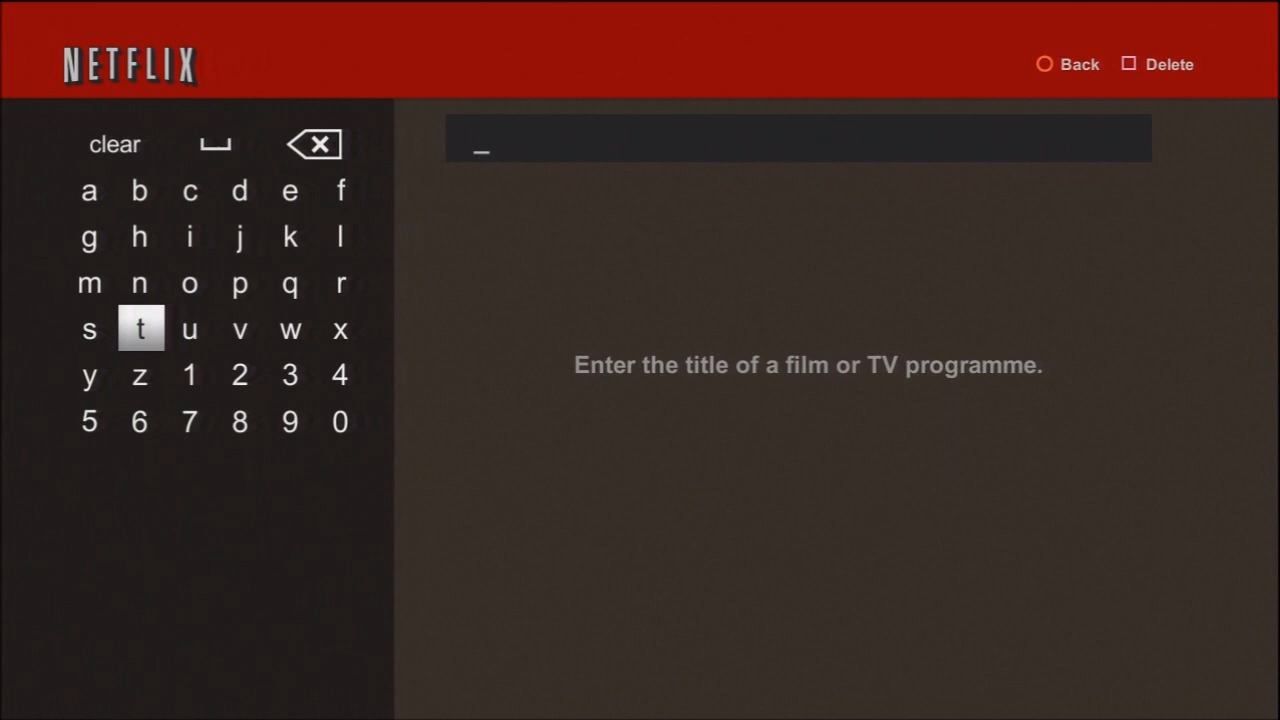 NETFLIX
Back Delete
clear
a b c d e f
g h i j k l
m n o p q r
s t u v w x
y z 1 2 3 4
5 6 7 8 9 0
_
Enter the title of a film or TV programme.